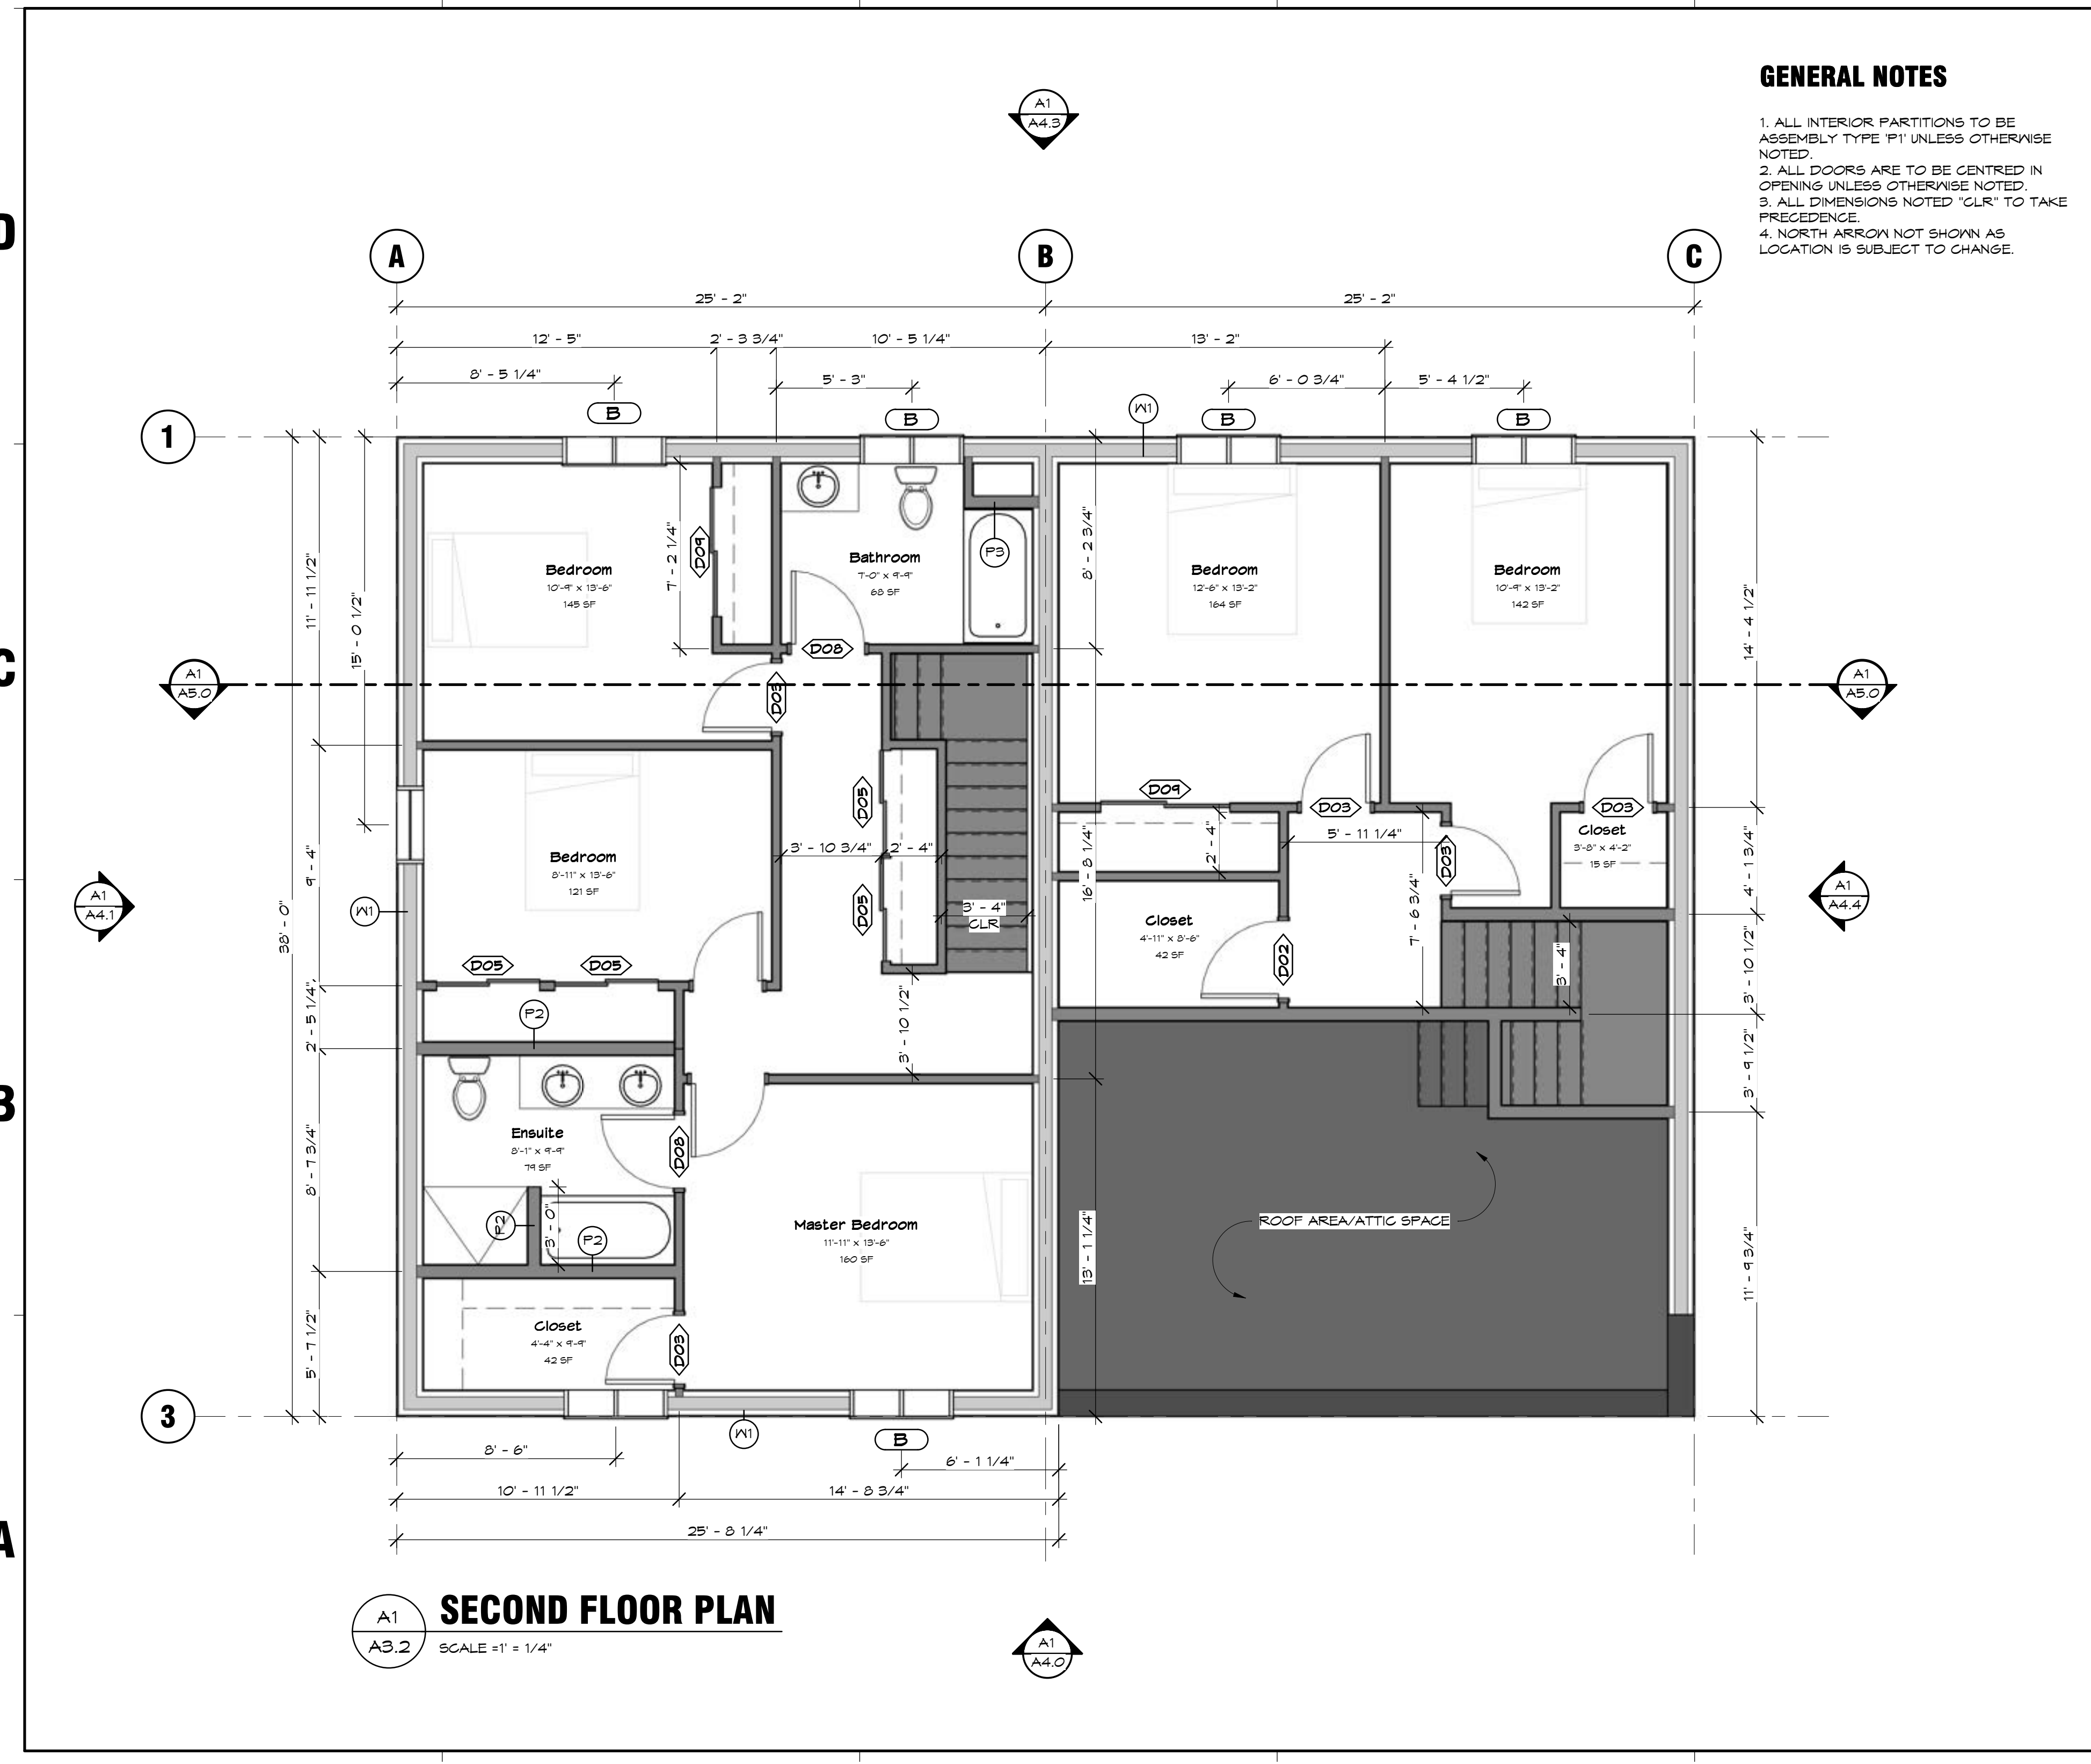 GENERAL NOTES
1. ALL INTERIOR PARTITIONS TO BE
ASSEMBLY TYPE 'P1' UNLESS OTHERWISE
NOTED.
2. ALL DOORS ARE TO BE CENTRED IN
OPENING UNLESS OTHERWISE NOTED.
3. ALL DIMENSIONS NOTED "CLR" TO TAKE
PRECEDENCE.
4. NORTH ARROW NOT SHOWN AS
LOCATION IS SUBJECT TO CHANGE.
A1
A4.3
D
A
B
C
25' - 2"
25' - 2"
12' - 5"
2' - 3 3/4"
10' - 5 1/4"
13' - 2"
8' - 5 1/4"
5' - 3"
6' - 0 3/4"
5' - 4 1/2"
B
B
W1
B
B
1
11' - 11 1/2"
15' - 0 1/2"
7' - 2 1/4"
D09
Bedroom
10'-9" x 13'-6"
145 SF
Bathroom
7'-0" x 9'-9"
68 SF
P3
8' - 2 3/4"
Bedroom
12'-6" x 13'-2"
164 SF
Bedroom
10'-9" x 13'-2"
142 SF
14' - 4 1/2"
D08
D03
C
A1
A5.0
A1
A5.0
D05
D09
D03
D03
Closet
3'-8" x 4'-2"
15 SF
9' - 4"
Bedroom
8'-11" x 13'-6"
121 SF
3' - 10 3/4"
2' - 4"
16' - 8 1/4"
2' - 4"
5' - 11 1/4"
D03
4' - 1 3/4"
A1
A4.1
W1
38' - 0"
D05
3' - 4"
CLR
Closet
4'-11" x 8'-6"
42 SF
7' - 6 3/4"
A1
A4.4
D05
D05
D02
3' - 4"
3' - 10 1/2"
2' - 5 1/4"
P2
3' - 10 1/2"
3' - 9 1/2"
B
8' - 7 3/4"
Ensuite
8'-1" x 9'-9"
79 SF
D08
P2
3' - 0"
P2
Master Bedroom
11'-11" x 13'-6"
160 SF
13' - 1 1/4"
ROOF AREA/ATTIC SPACE
11' - 9 3/4"
5' - 7 1/2"
Closet
4'-4" x 9'-9"
42 SF
D03
3
W1
B
8' - 6"
6' - 1 1/4"
10' - 11 1/2"
14' - 8 3/4"
25' - 8 1/4"
A
A1
A3.2
SECOND FLOOR PLAN
SCALE =1' = 1/4"
A1
A4.0